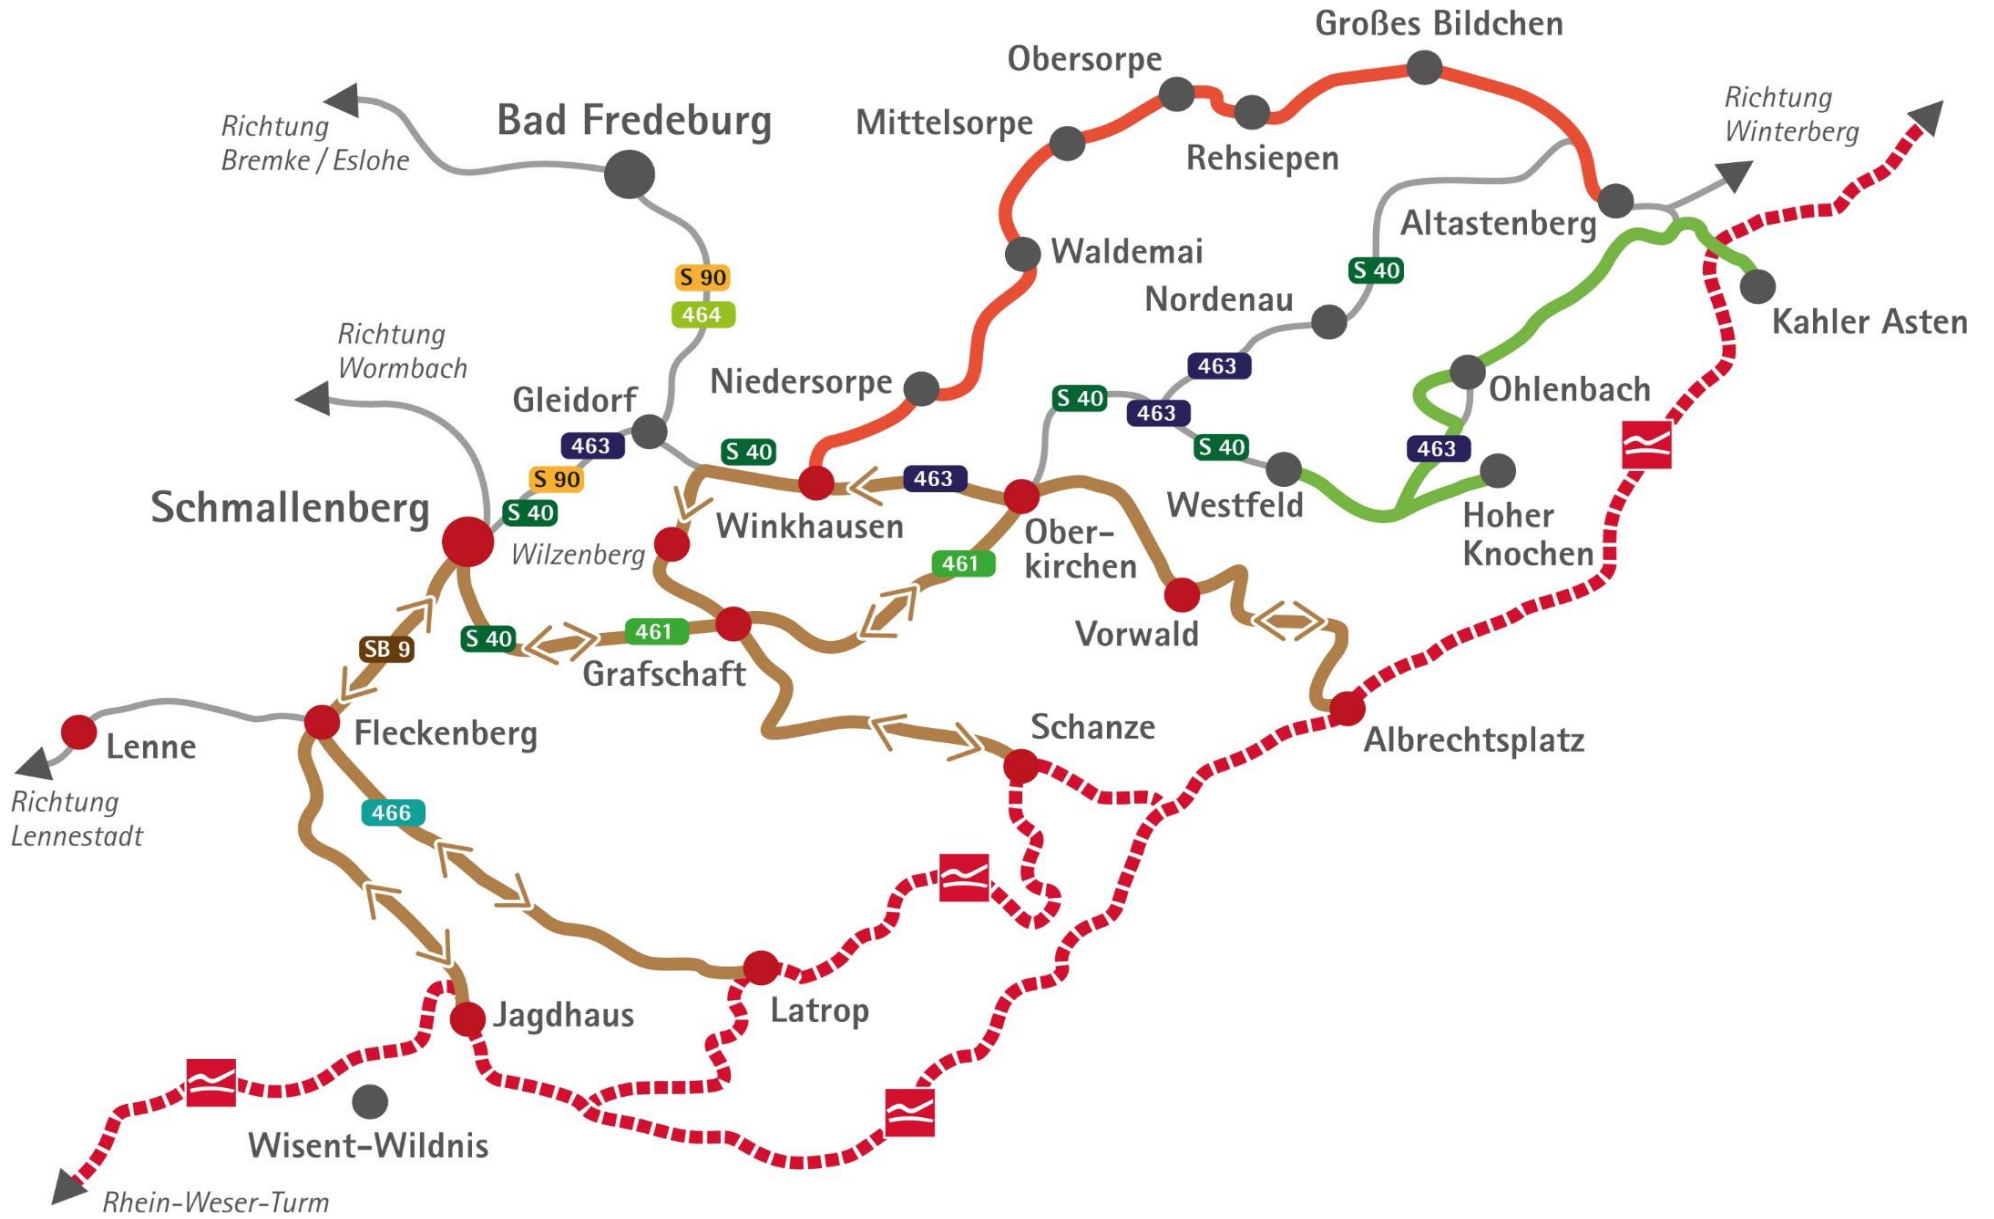 Großes Bildchen
Obersorpe
Richtung
Winterberg
Bad Fredeburg
Mittelsorpe
Richtung
Bremke / Eslohe
Rehsiepen
Altastenberg
Waldemai
S 90
S 40
Nordenau
464
Kahler Asten
Richtung
Wormbach
463
Niedersorpe
Ohlenbach
Gleidorf
S 40
463
463
S 40
S 40
463
S 90
463
Schmallenberg
S 40
Westfeld
Winkhausen
Hoher
Knochen
Ober-
kirchen
Wilzenberg
461
S 40
461
Vorwald
SB 9
Grafschaft
Schanze
Fleckenberg
Lenne
Albrechtsplatz
Richtung
Lennestadt
466
Latrop
Jagdhaus
Wisent-Wildnis
Rhein-Weser-Turm